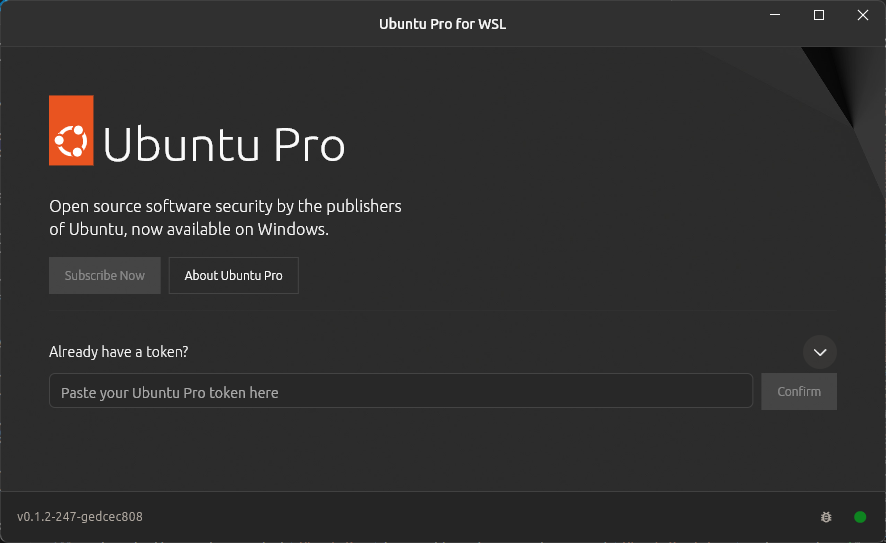 Ubuntu Pro for WSL
Ubuntu Pro
Open source software security by the publishers
of Ubuntu, now available on Windows.
Subscribe Now
About Ubuntu Pro
Already have a token?
Paste your Ubuntu Pro token here
Confirm
v0.1.2-247-gedcec808